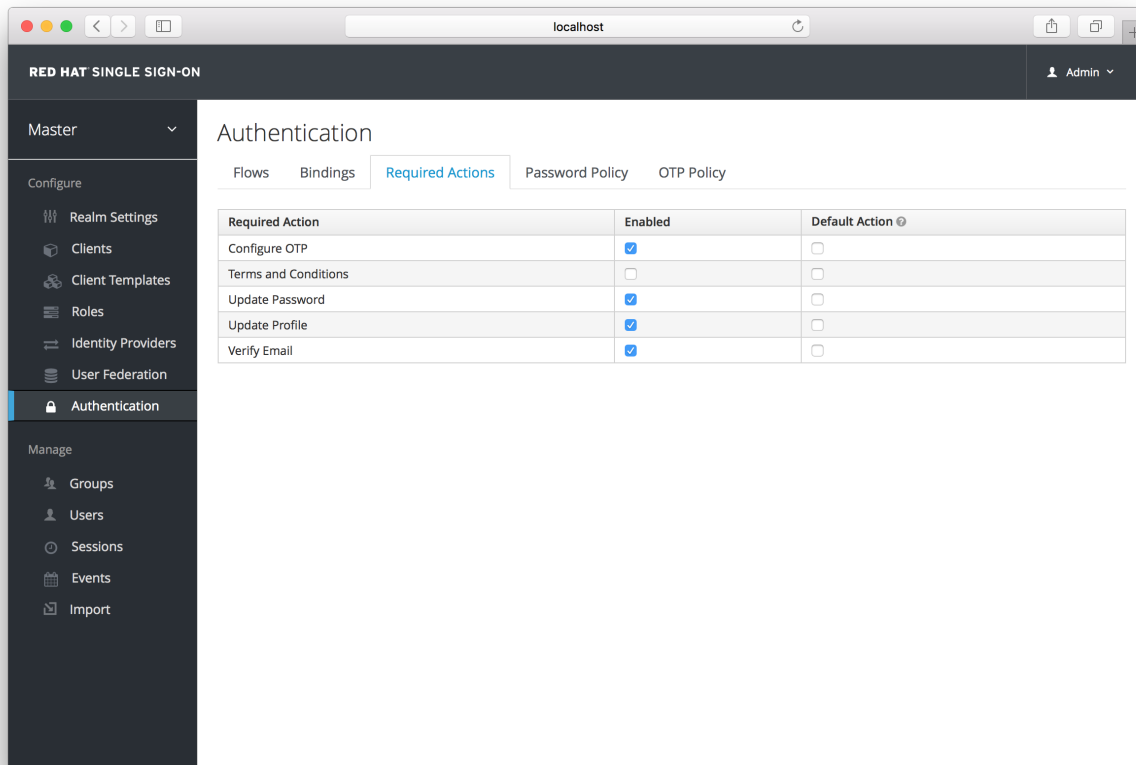 localhost
RED HAT SINGLE SIGN-ON
Admin
Master
Configure
Realm Settings
Clients
Client Templates
Roles
Identity Providers
User Federation
Authentication
Manage
Groups
Users
Sessions
Events
Import
Authentication
Flows Bindings Required Actions Password Policy OTP Policy
Required Action Enabled Default Action
Configure OTP
Terms and Conditions
Update Password
Update Profile
Verify Email